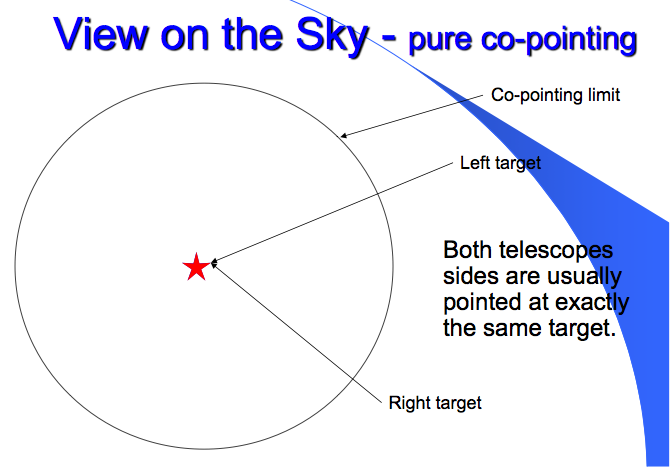 View on the Sky - pure co-pointing
Co-pointing limit
Left target
Both telescopes
sides are usually
pointed at exactly
the same target.
Right target